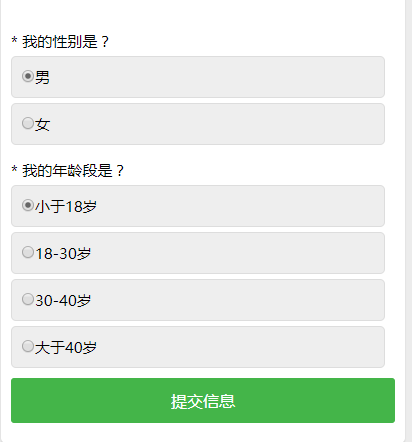 * 我的性别是？
男
女
* 我的年龄段是？
小于18岁
18-30岁
30-40岁
大于40岁
提交信息